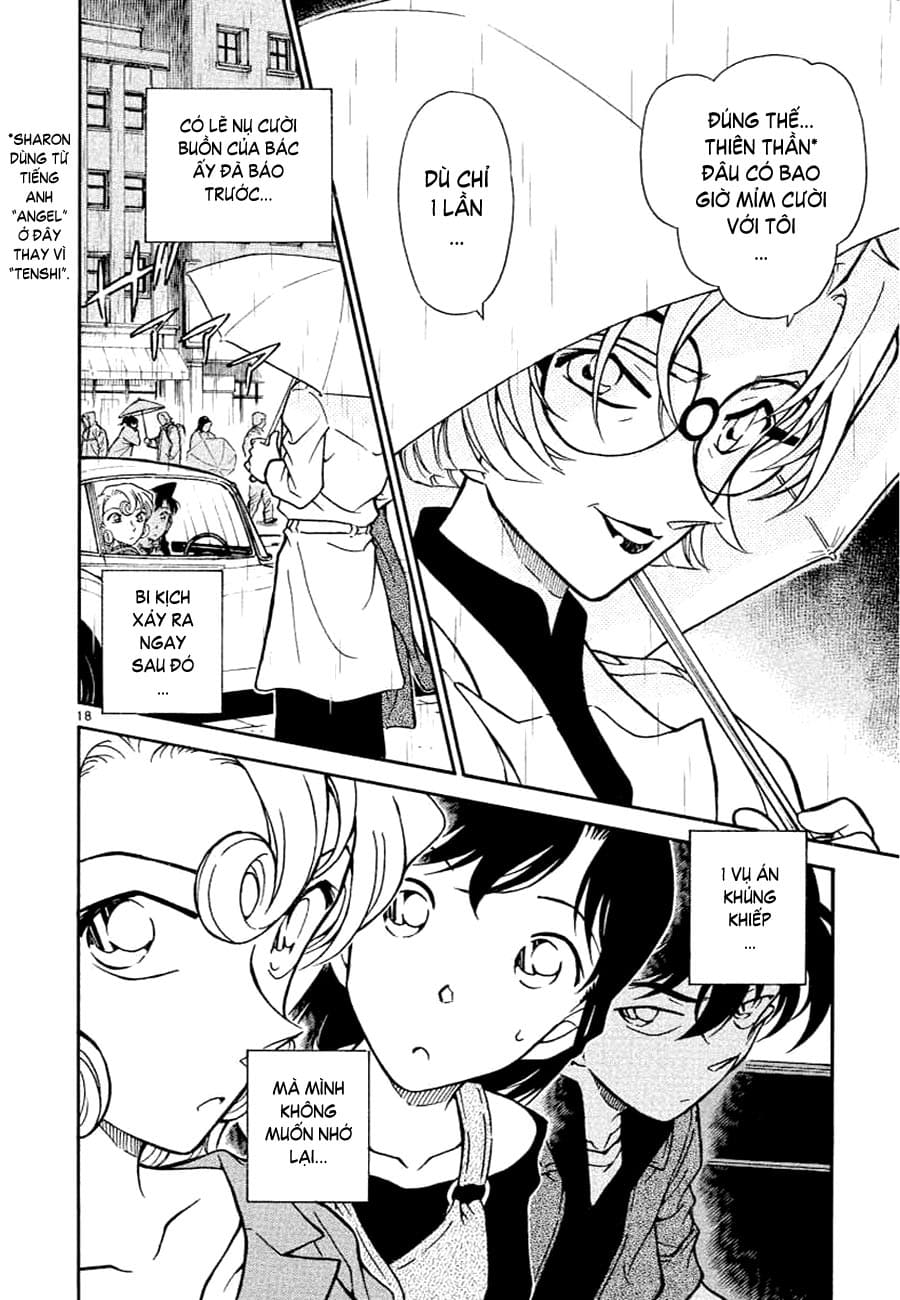 ĐÚNG THẾ...
THIÊN THẦN*
ĐÂU CÓ BAO
GIỜ MỈM CƯỜI
VỚI TÔI
...
DÙ CHỈ
1 LẦN
...
CÓ LẼ NỤ CƯỜI
BUỒN CỦA BÁC
ẤY ĐÃ BÁO
TRƯỚC...
*SHARON
DÙNG TỪ
TIẾNG
ANH
"ANGEL"
Ở ĐÂY
THAY VÌ
"TENSHI".
BI KỊCH
XẢY RA
NGAY
SAU ĐÓ
...
18
1 VỤ ÁN
KHỦNG
KHIẾP
...
MÀ MÌNH
KHÔNG
MUỐN NHỚ
LẠI...